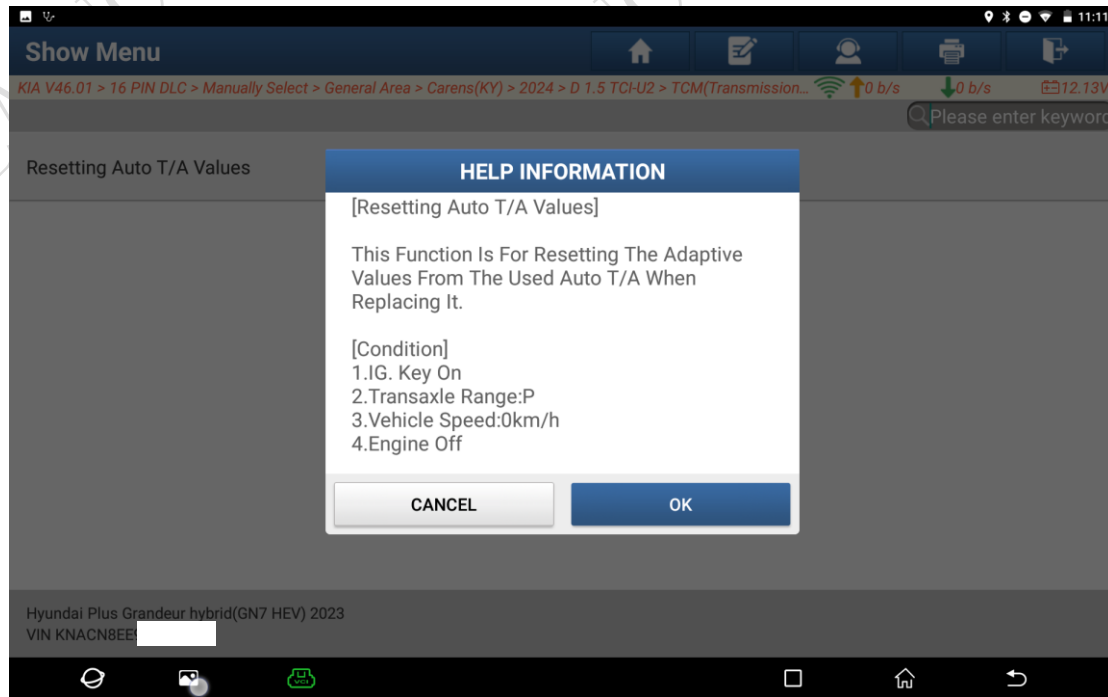 11:11
Show Menu
KIA V46.01 > 16 PIN DLC > Manually Select > General Area > Carens(KY) > 2024 > D 1.5 TCI-U2 > TCM(Transmission... 0 b/s 0 b/s 12.13V
Please enter keyword
Resetting Auto T/A Values
HELP INFORMATION
[Resetting Auto T/A Values]
This Function Is For Resetting The Adaptive
Values From The Used Auto T/A When
Replacing It.
[Condition]
1.IG. Key On
2.Transaxle Range:P
3.Vehicle Speed:0km/h
4.Engine Off
CANCEL
OK
Hyundai Plus Grandeur hybrid(GN7 HEV) 2023
VIN KNACN8EE
VCI